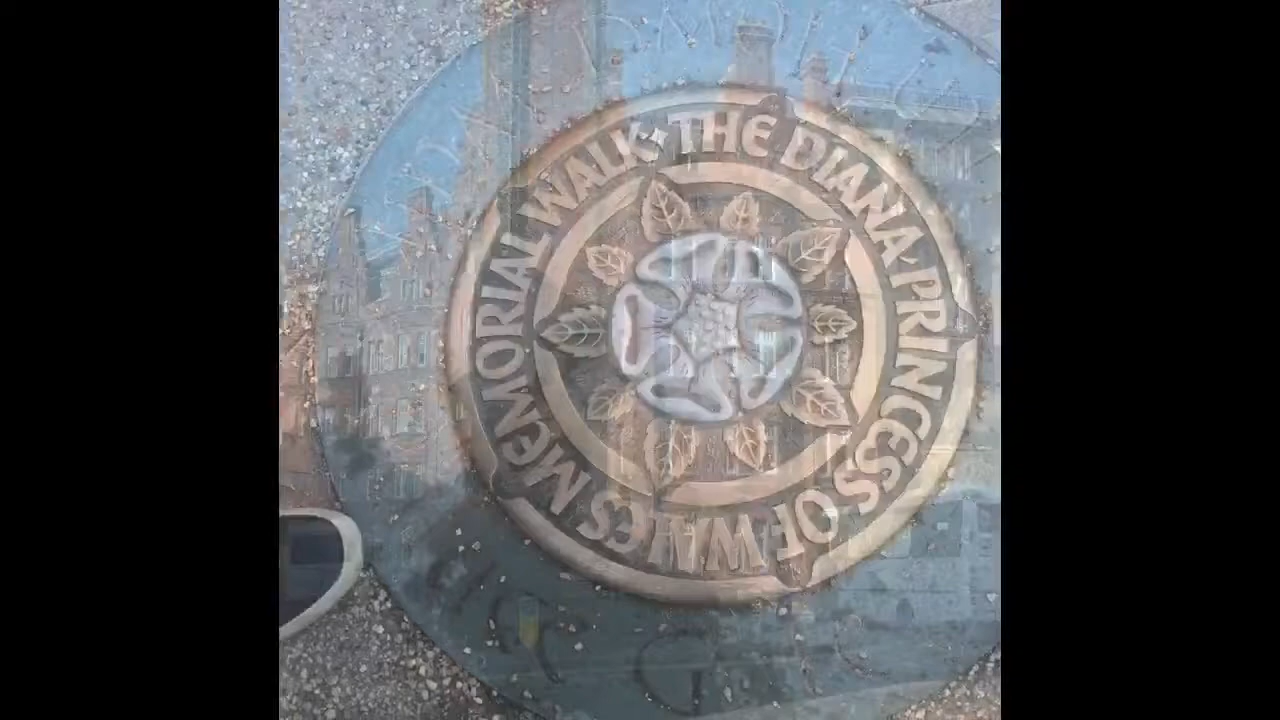 THE DIANA · PRINCESS OF WALES MEMORIAL WALK ·